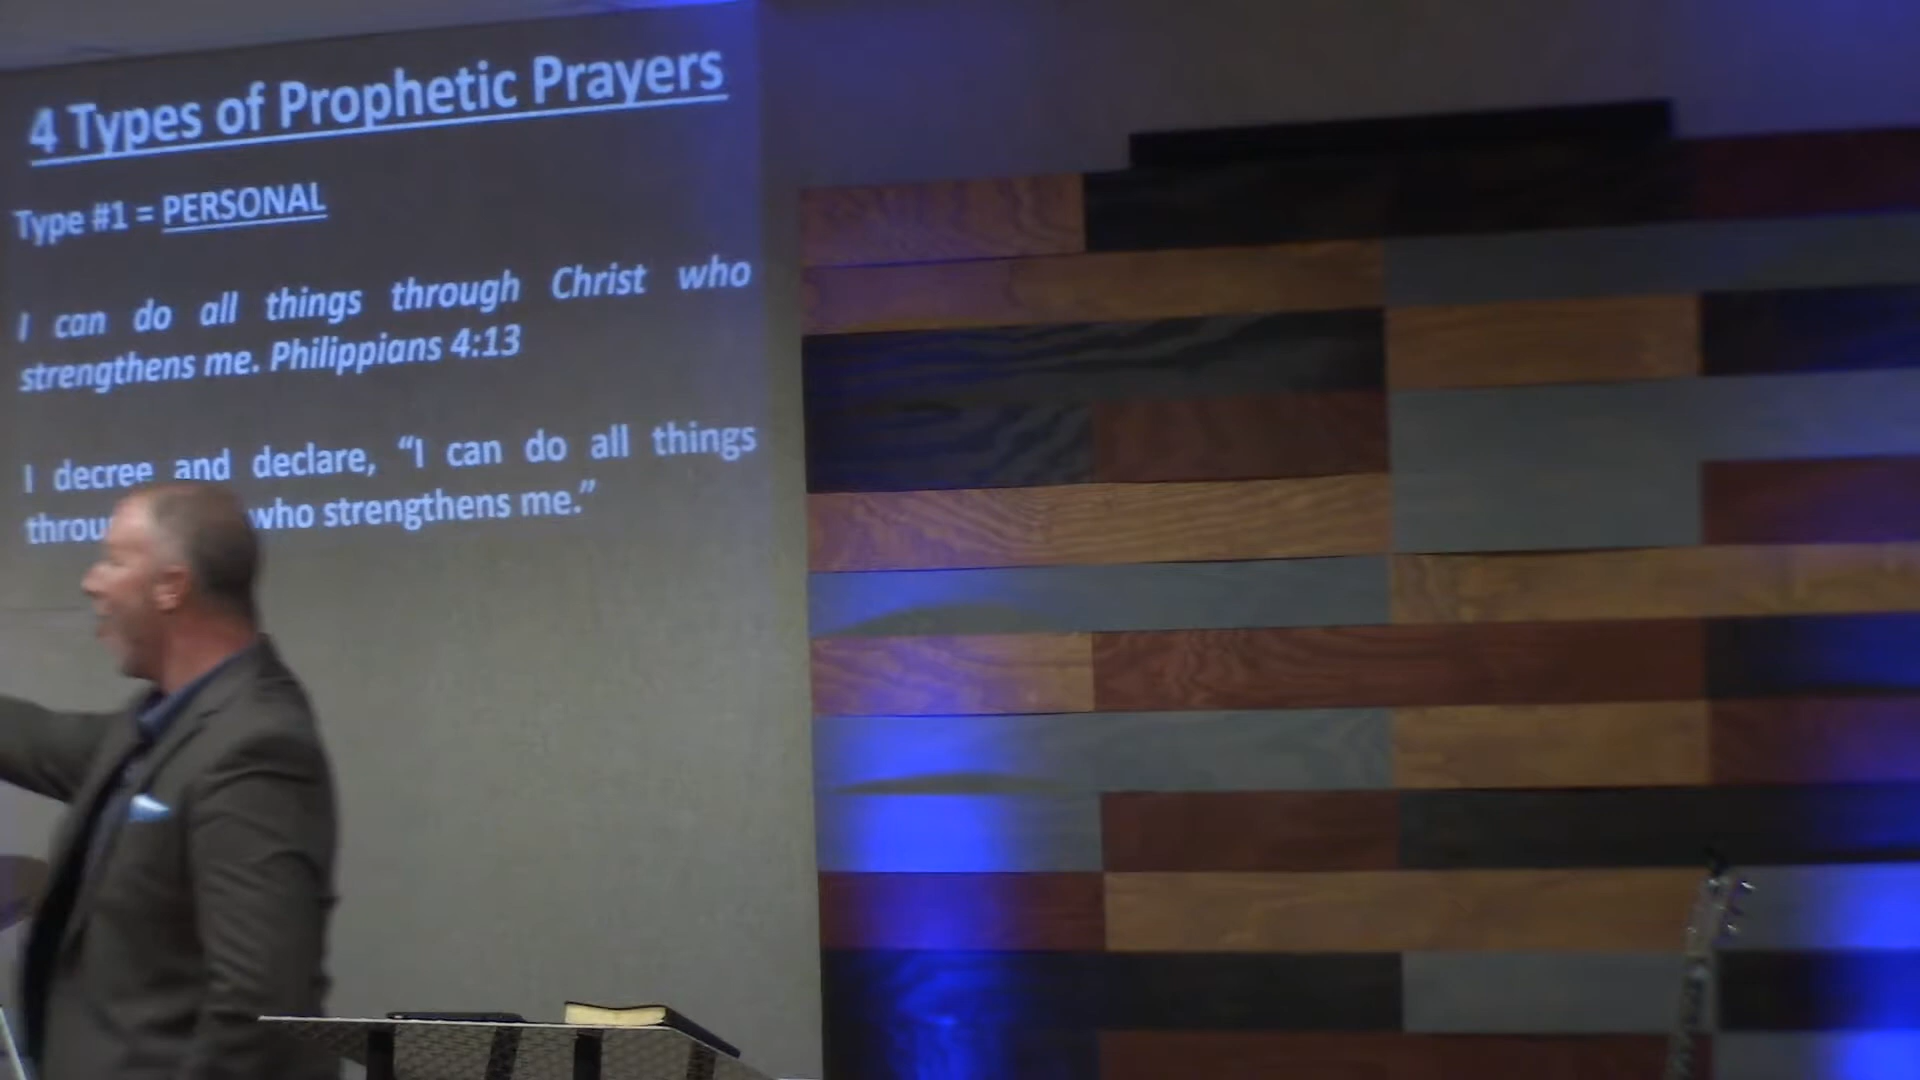 4 Types of Prophetic Prayers
Type #1 = PERSONAL
I can do all things through Christ who
strengthens me. Philippians 4:13
I decree and declare, “I can do all things
who strengthens me.”